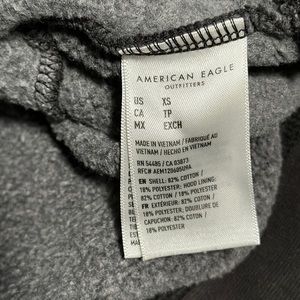 AMERICAN EAGLE
OUTFITTERS
US XS
CA TP
MX EXCH
MADE IN VIETNAM / FABRIQUÉ AU
VIETNAM / HECHO EN VIETNAM
RN 54485 / CA 03873
RFC# AEM120605UHA
EN: SHELL: 82% COTTON /
18% POLYESTER; HOOD LINING:
82% COTTON / 18% POLYESTER
FR: EXTÉRIEUR: 82% COTON /
18% POLYESTER; DOUBLURE DE
CAPUCHON: 82% COTON /
18% POLYESTER